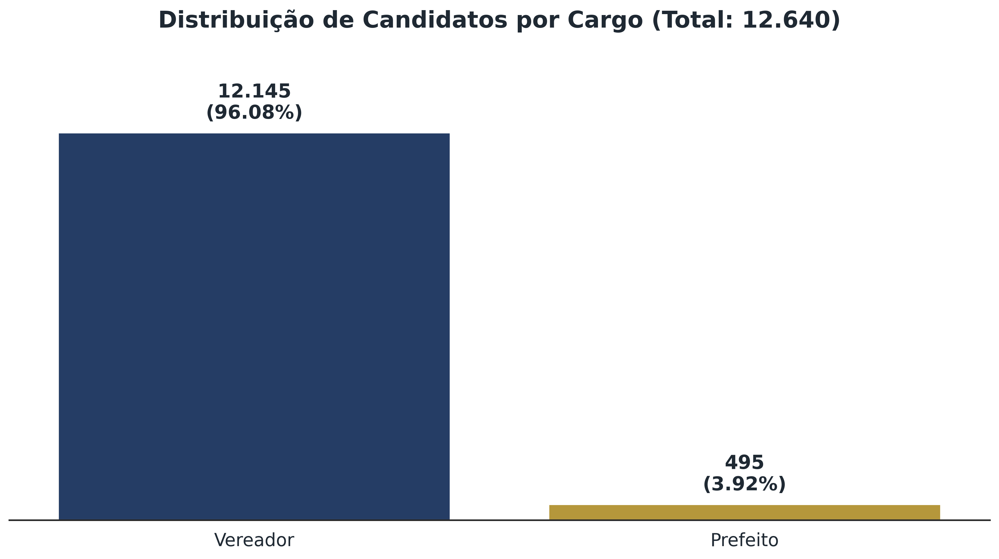 Distribuição de Candidatos por Cargo (Total: 12.640)
12.145
(96.08%)
495
(3.92%)
Vereador
Prefeito